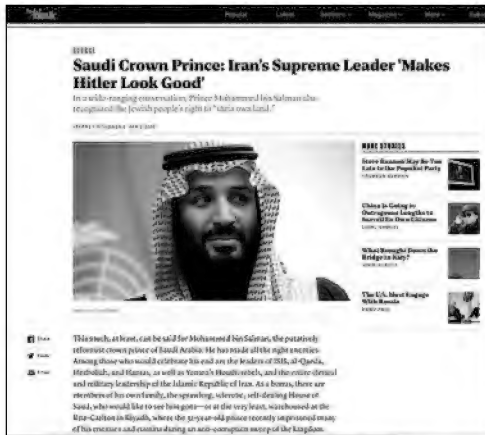 Popular Latest Sections Magazine More
Saudi Crown Prince: Iran's Supreme Leader 'Makes
Hitler Look Good'
In a wide-ranging conversation, Prince Mohammed bin Salman also
recognized the Jewish people's right to "their own land."
MORE STORIES
Steve Bannon May Be Too
Late to the Populist Party
China Is Going to
Outrageous Lengths to
Surveil Its Own Citizens
What Brought Down the
Bridge in Italy?
The U.S. Must Engage
With Russia
This much, at least, can be said for Mohammed bin Salman, the putatively
reformist crown prince of Saudi Arabia: He has made all the right enemies.
Among those who would celebrate his end are the leaders of ISIS, al-Qaeda,
Hezbollah, and Hamas, as well as Yemen's Houthi rebels, and the entire clerical
and military leadership of the Islamic Republic of Iran. As a bonus, there are
members of his own family, the sprawling, sclerotic, self-dealing House of
Saud, who would like to see him gone—or at the very least, warehoused at the
Ritz-Carlton in Riyadh, where the 32-year-old prince recently imprisoned many
of his enemies and cousins during an anti-corruption sweep of the kingdom.